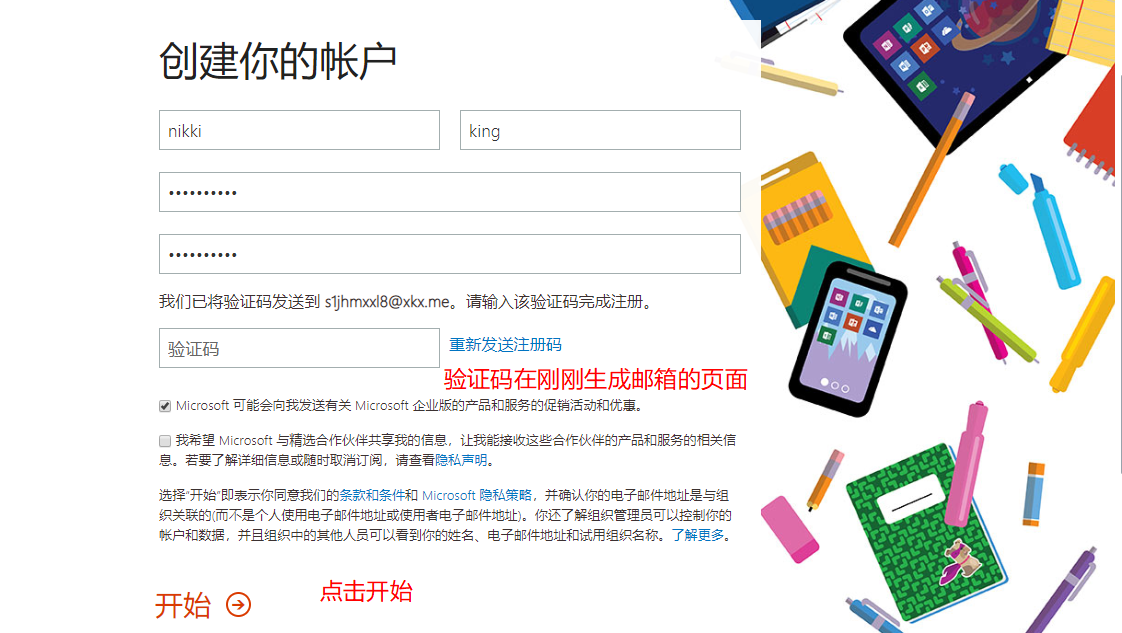 创建你的帐户
nikki
king
••••••••••
••••••••••
我们已将验证码发送到 s1jhmxxl8@xkx.me。请输入该验证码完成注册。
验证码
重新发送注册码
验证码在刚刚生成邮箱的页面
Microsoft 可能会向我发送有关 Microsoft 企业版的产品和服务的促销活动和优惠。
我希望 Microsoft 与精选合作伙伴共享我的信息，让我能接收这些合作伙伴的产品和服务的相关信
息。若要了解详细信息或随时取消订阅，请查看隐私声明。
选择"开始"即表示你同意我们的条款和条件和 Microsoft 隐私策略，并确认你的电子邮件地址是与组
织关联的(而不是个人使用电子邮件地址或使用者电子邮件地址)。你还了解组织管理员可以控制你的
帐户和数据，并且组织中的其他人员可以看到你的姓名、电子邮件地址和试用组织名称。了解更多。
开始
点击开始